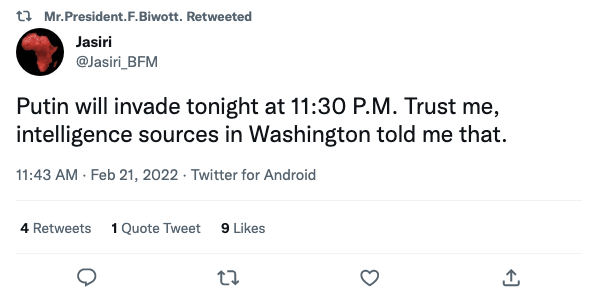 Mr.President.F.Biwott. Retweeted
Jasiri
@Jasiri_BFM
Putin will invade tonight at 11:30 P.M. Trust me,
intelligence sources in Washington told me that.
11:43 AM · Feb 21, 2022 · Twitter for Android
4 Retweets 1 Quote Tweet 9 Likes